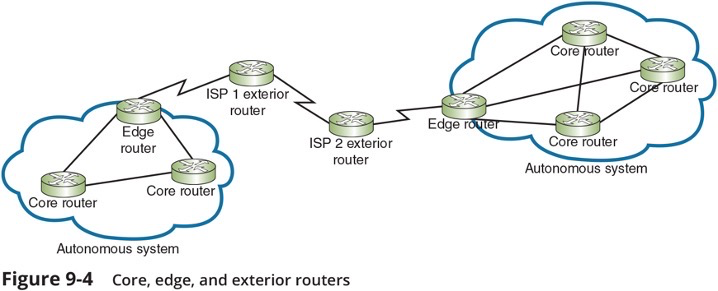 Core router
Core router
ISP 1 exterior
router
Edge
router
Edge router
ISP 2 exterior
router
Core router
Autonomous system
Core router
Core router
Autonomous system
Figure 9-4 Core, edge, and exterior routers